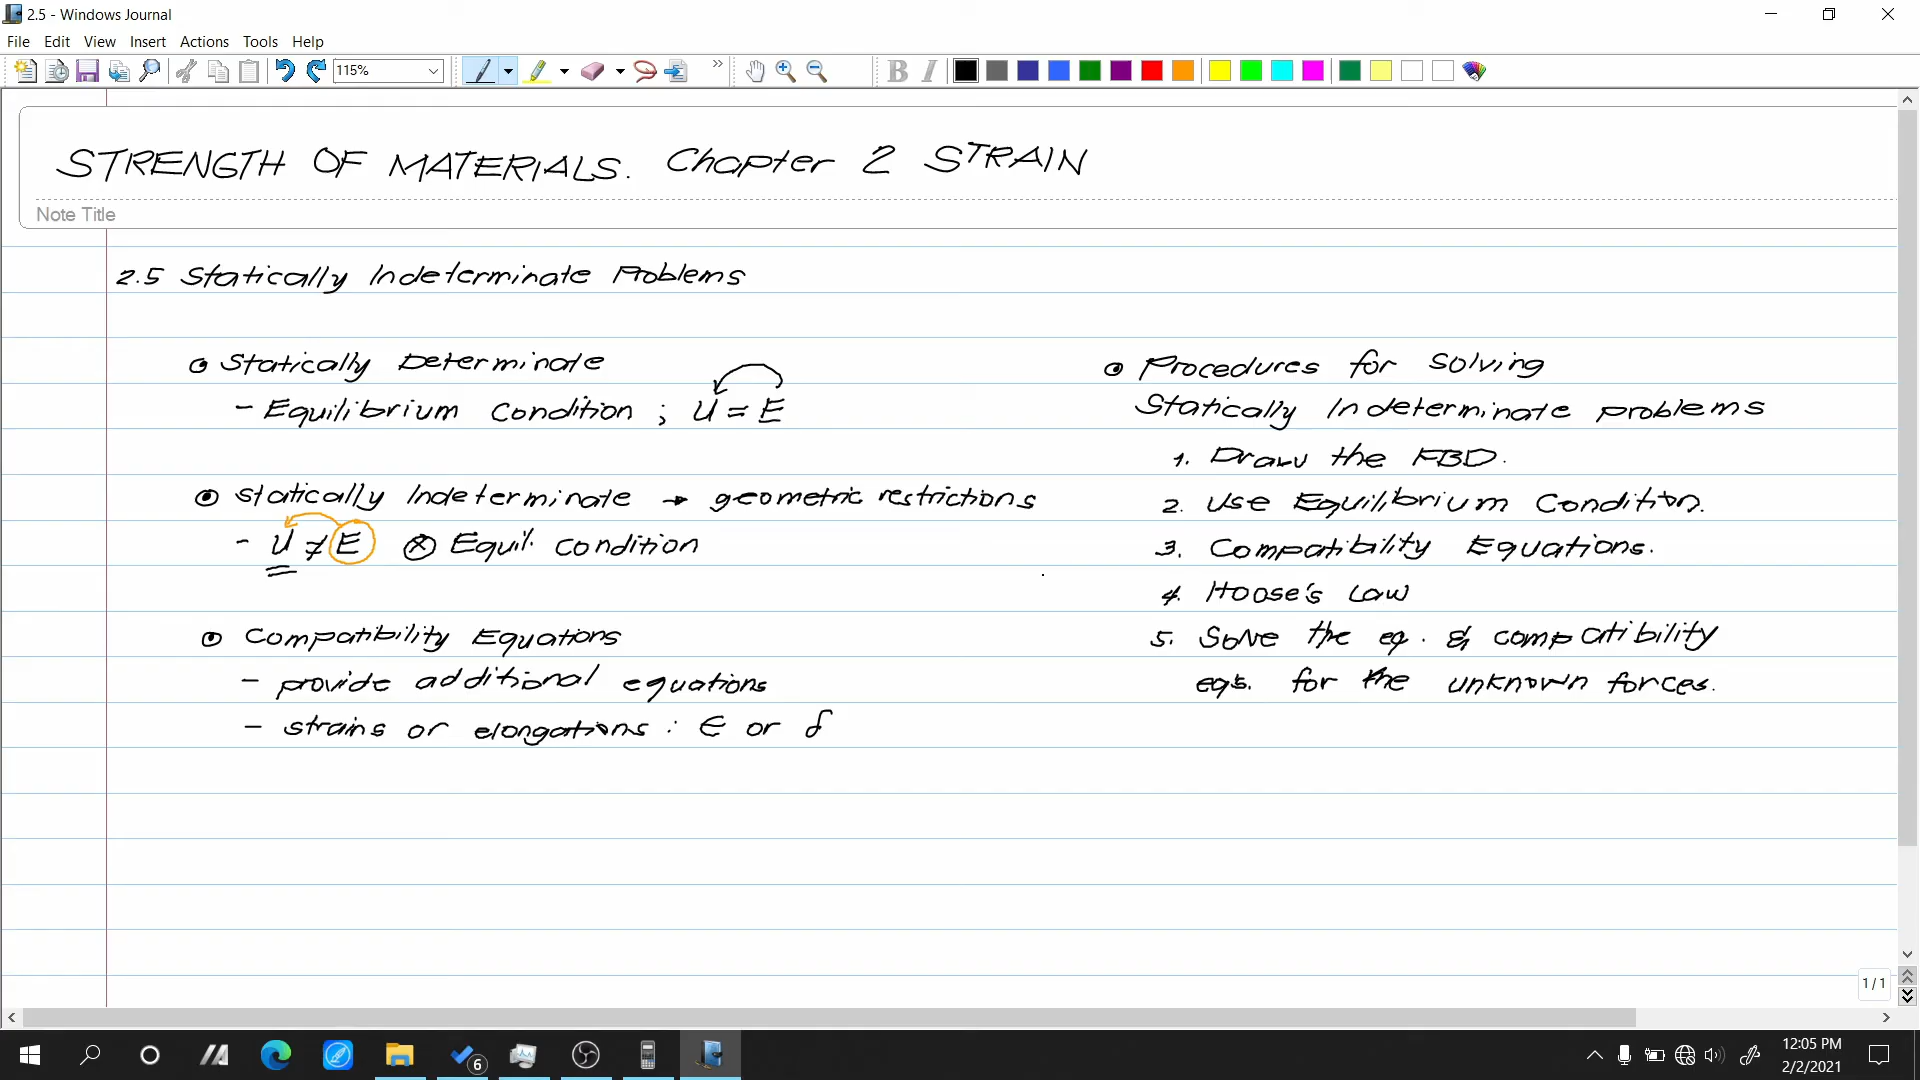 2.5 - Windows Journal
File Edit View Insert Actions Tools Help
115%
STRENGTH OF MATERIALS. Chapter 2 STRAIN
Note Title
2.5 Statically Indeterminate Problems
Statically Determinate
- Equilibrium Condition ; U = E
Statically Indeterminate → geometric restrictions
- U ≠ E ⊗ Equil. condition
Compatibility Equations
- provide additional equations
- strains or elongations : ϵ or δ
Procedures for solving
Statically Indeterminate problems
1. Draw the FBD.
2. Use Equilibrium Condition.
3. Compatibility Equations.
4. Hooke's Law
5. Solve the eq. & compatibility
eqs. for the unknown forces.
1 / 1
6
12:05 PM
2/2/2021